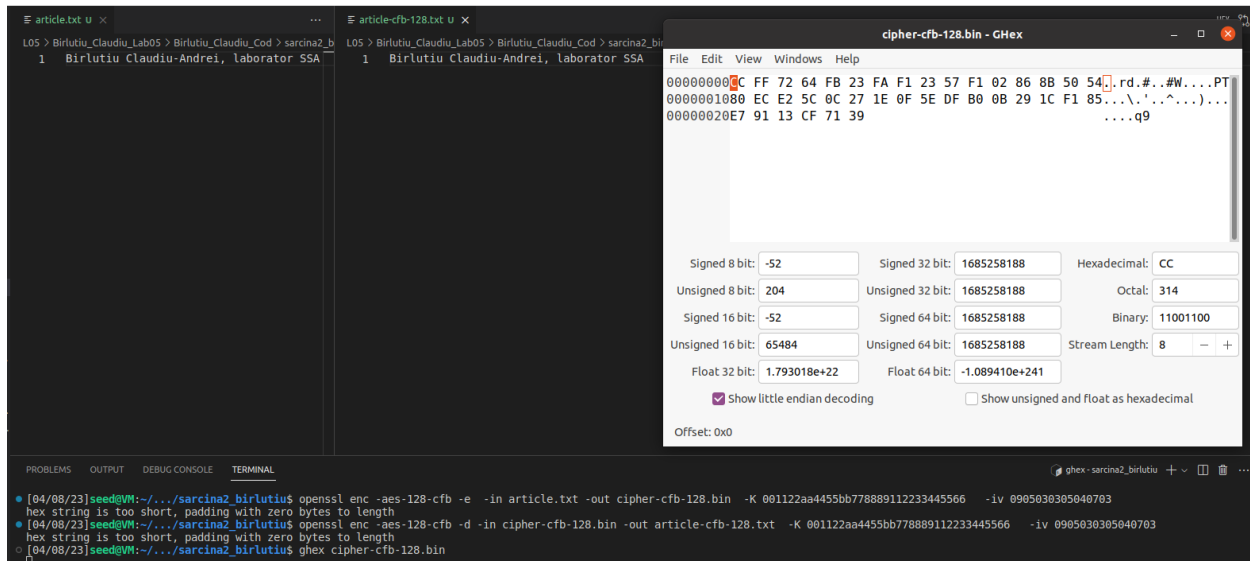 article.txt U ×
...
article-cfb-128.txt U ×
L05 > Birlutiu_Claudiu_Lab05 > Birlutiu_Claudiu_Cod > sarcina2_b
L05 > Birlutiu_Claudiu_Lab05 > Birlutiu_Claudiu_Cod > sarcina2_bir
1 Birlutiu Claudiu-Andrei, laborator SSA
1 Birlutiu Claudiu-Andrei, laborator SSA
cipher-cfb-128.bin - GHex
File Edit View Windows Help
00000000CC FF 72 64 FB 23 FA F1 23 57 F1 02 86 8B 50 54..rd.#..#W....PT
0000001080 EC E2 5C 0C 27 1E 0F 5E DF B0 0B 29 1C F1 85...\.'..^...)...
00000020E7 91 13 CF 71 39 ....q9
Signed 8 bit: -52 Signed 32 bit: 1685258188 Hexadecimal: CC
Unsigned 8 bit: 204 Unsigned 32 bit: 1685258188 Octal: 314
Signed 16 bit: -52 Signed 64 bit: 1685258188 Binary: 11001100
Unsigned 16 bit: 65484 Unsigned 64 bit: 1685258188 Stream Length: 8 − +
Float 32 bit: 1.793018e+22 Float 64 bit: -1.089410e+241
Show little endian decoding Show unsigned and float as hexadecimal
Offset: 0x0
PROBLEMS OUTPUT DEBUG CONSOLE TERMINAL
ghex - sarcina2_birlutiu
[04/08/23]seed@VM:~/.../sarcina2_birlutiu$ openssl enc -aes-128-cfb -e -in article.txt -out cipher-cfb-128.bin -K 001122aa4455bb778889112233445566 -iv 0905030305040703
hex string is too short, padding with zero bytes to length
[04/08/23]seed@VM:~/.../sarcina2_birlutiu$ openssl enc -aes-128-cfb -d -in cipher-cfb-128.bin -out article-cfb-128.txt -K 001122aa4455bb778889112233445566 -iv 0905030305040703
hex string is too short, padding with zero bytes to length
[04/08/23]seed@VM:~/.../sarcina2_birlutiu$ ghex cipher-cfb-128.bin